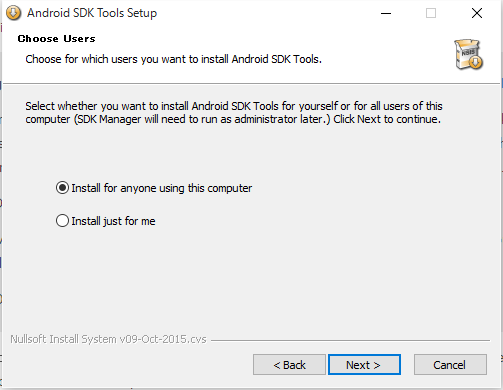 Android SDK Tools Setup
Choose Users
Choose for which users you want to install Android SDK Tools.
Select whether you want to install Android SDK Tools for yourself or for all users of this
computer (SDK Manager will need to run as administrator later.) Click Next to continue.
Install for anyone using this computer
Install just for me
Nullsoft Install System v09-Oct-2015.cvs
< Back
Next >
Cancel